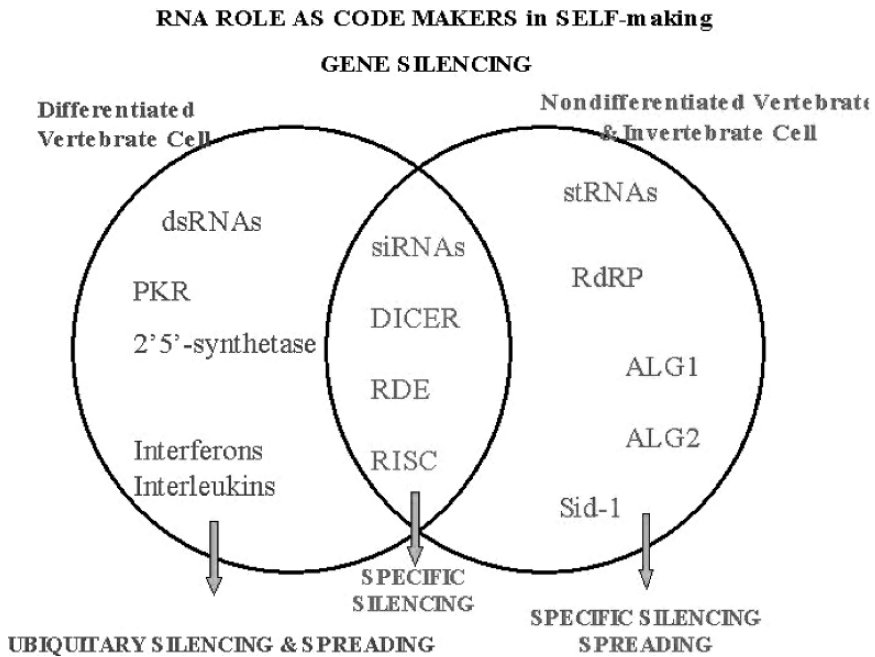 RNA ROLE AS CODE MAKERS in SELF-making
GENE SILENCING
Differentiated
Vertebrate Cell
Nondifferentiated Vertebrate
& Invertebrate Cell
dsRNAs
PKR
2'5'-syntetase
Interferons
Interleukins
siRNAs
DICER
RDE
RISC
stRNAs
RdRP
ALG1
ALG2
Sid-1
UBIQUITARY SILENCING & SPREADING
SPECIFIC
SILENCING
SPECIFIC SILENCING
SPREADING